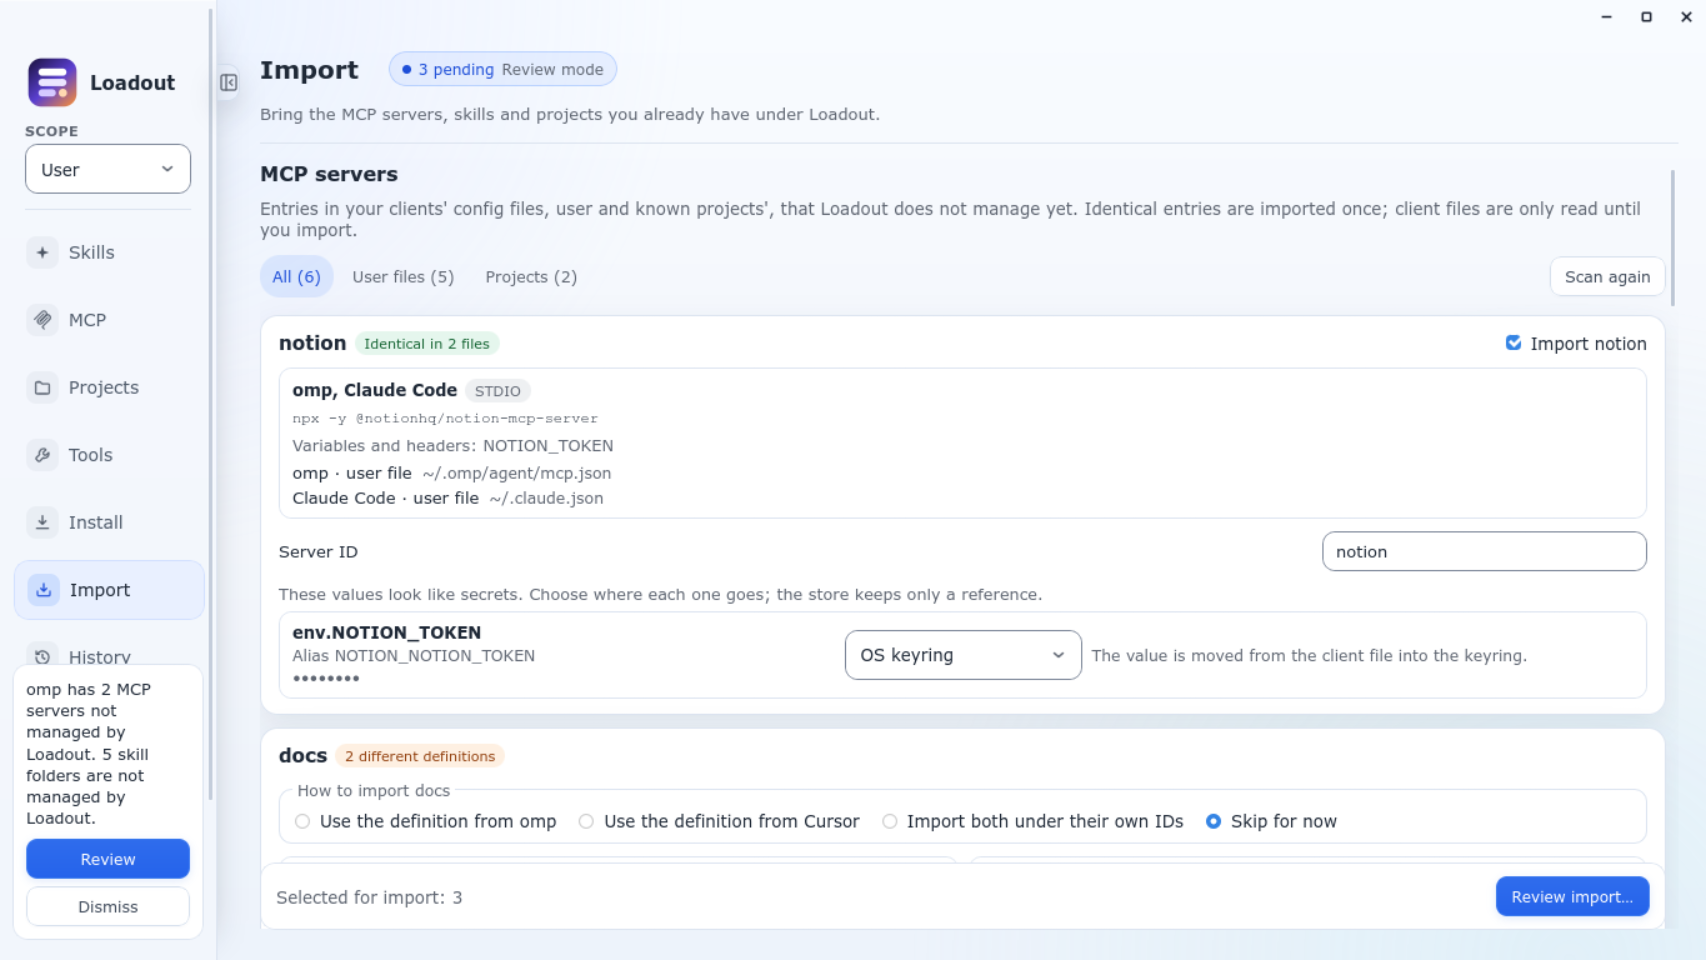 Loadout
SCOPE
User
Skills
MCP
Projects
Tools
Install
Import
History
omp has 2 MCP
servers not
managed by
Loadout. 5 skill
folders are not
managed by
Loadout.
Review
Dismiss
Import
3 pending Review mode
Bring the MCP servers, skills and projects you already have under Loadout.
MCP servers
Entries in your clients' config files, user and known projects', that Loadout does not manage yet. Identical entries are imported once; client files are only read until
you import.
All (6) User files (5) Projects (2)
Scan again
notion Identical in 2 files
Import notion
omp, Claude Code STDIO
npx -y @notionhq/notion-mcp-server
Variables and headers: NOTION_TOKEN
omp · user file ~/.omp/agent/mcp.json
Claude Code · user file ~/.claude.json
Server ID
notion
These values look like secrets. Choose where each one goes; the store keeps only a reference.
env.NOTION_TOKEN
Alias NOTION_NOTION_TOKEN
••••••••
OS keyring
The value is moved from the client file into the keyring.
docs 2 different definitions
How to import docs
Use the definition from omp
Use the definition from Cursor
Import both under their own IDs
Skip for now
Selected for import: 3
Review import…